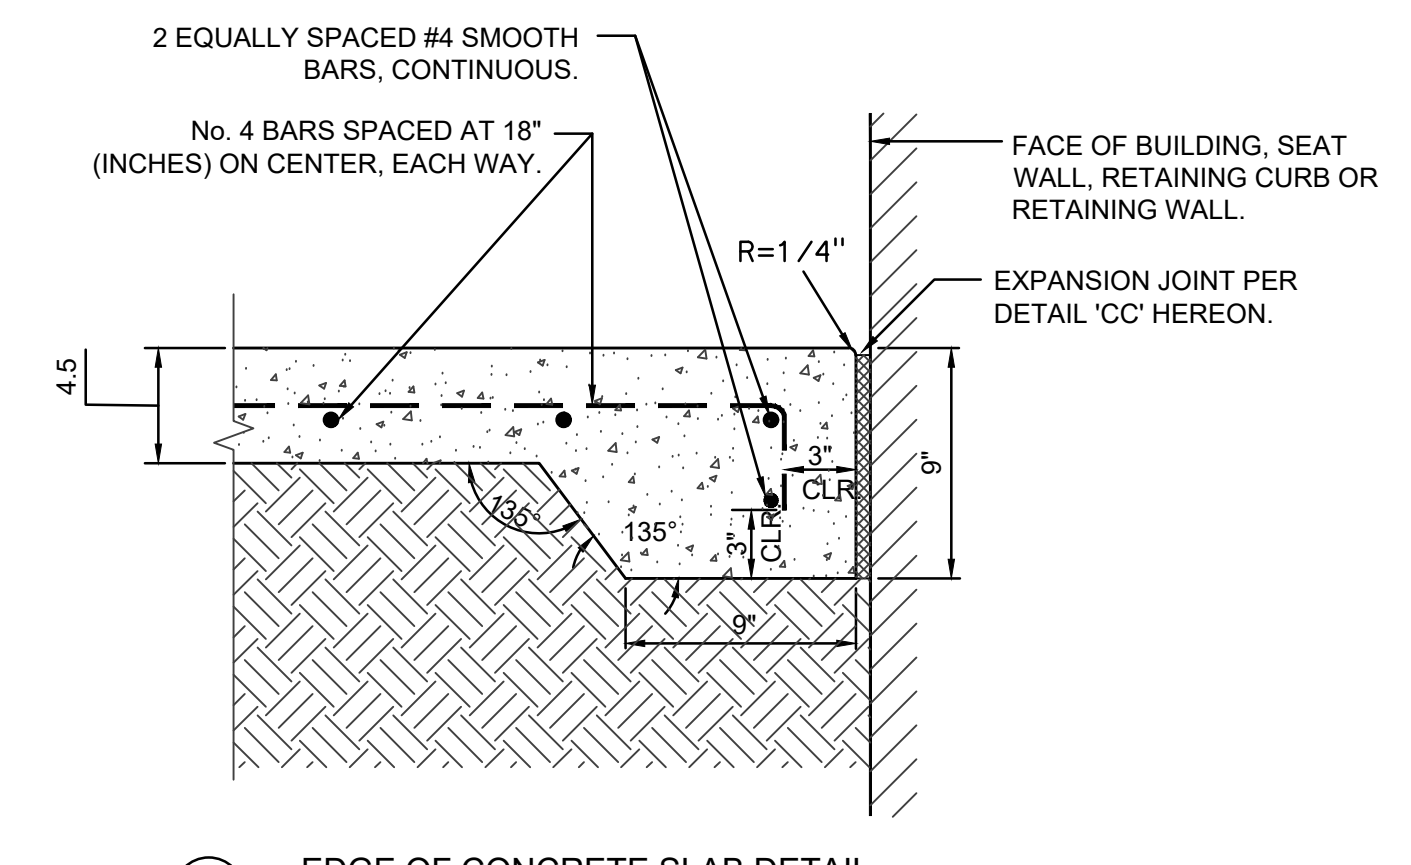 2 EQUALLY SPACED #4 SMOOTH
BARS, CONTINUOUS.
No. 4 BARS SPACED AT 18"
(INCHES) ON CENTER, EACH WAY.
FACE OF BUILDING, SEAT
WALL, RETAINING CURB OR
RETAINING WALL.
R=1/4"
EXPANSION JOINT PER
DETAIL 'CC' HEREON.
4.5
3"
CLR
9"
135°
135°
3"
CLR
9"
EDGE OF CONCRETE SLAB DETAIL